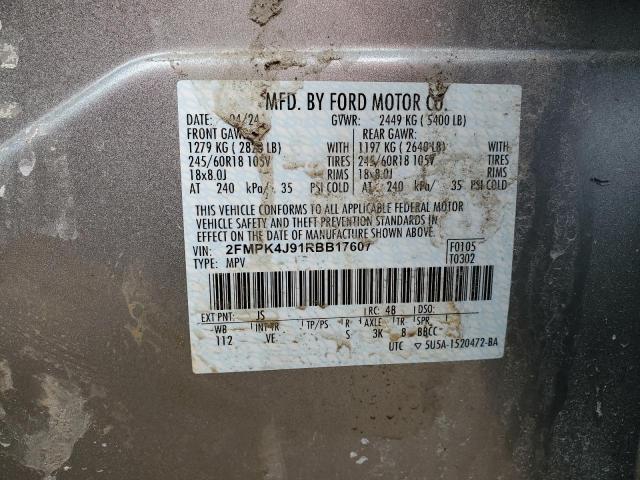 MFD. BY FORD MOTOR CO.
DATE: 04/24 GVWR: 2449 KG ( 5400 LB)
FRONT GAWR: REAR GAWR:
1279 KG ( 2820 LB) WITH 1197 KG ( 2640 LB) WITH
245/60R18 105V TIRES 245/60R18 105V TIRES
18x8.0J RIMS 18x8.0J RIMS
AT 240 kPa/ 35 PSI COLD AT 240 kPa/ 35 PSI COLD
THIS VEHICLE CONFORMS TO ALL APPLICABLE FEDERAL MOTOR
VEHICLE SAFETY AND THEFT PREVENTION STANDARDS IN
EFFECT ON THE DATE OF MANUFACTURE SHOWN ABOVE.
VIN: 2FMPK4J91RBB17607 F0105
TYPE: MPV T0302
EXT PNT: JS RC: 48 DSO:
WB INT TR TP/PS R AXLE TR SPR
112 VE S 3K 8 BBCC
UTC ▽ 5U5A-1520472-BA